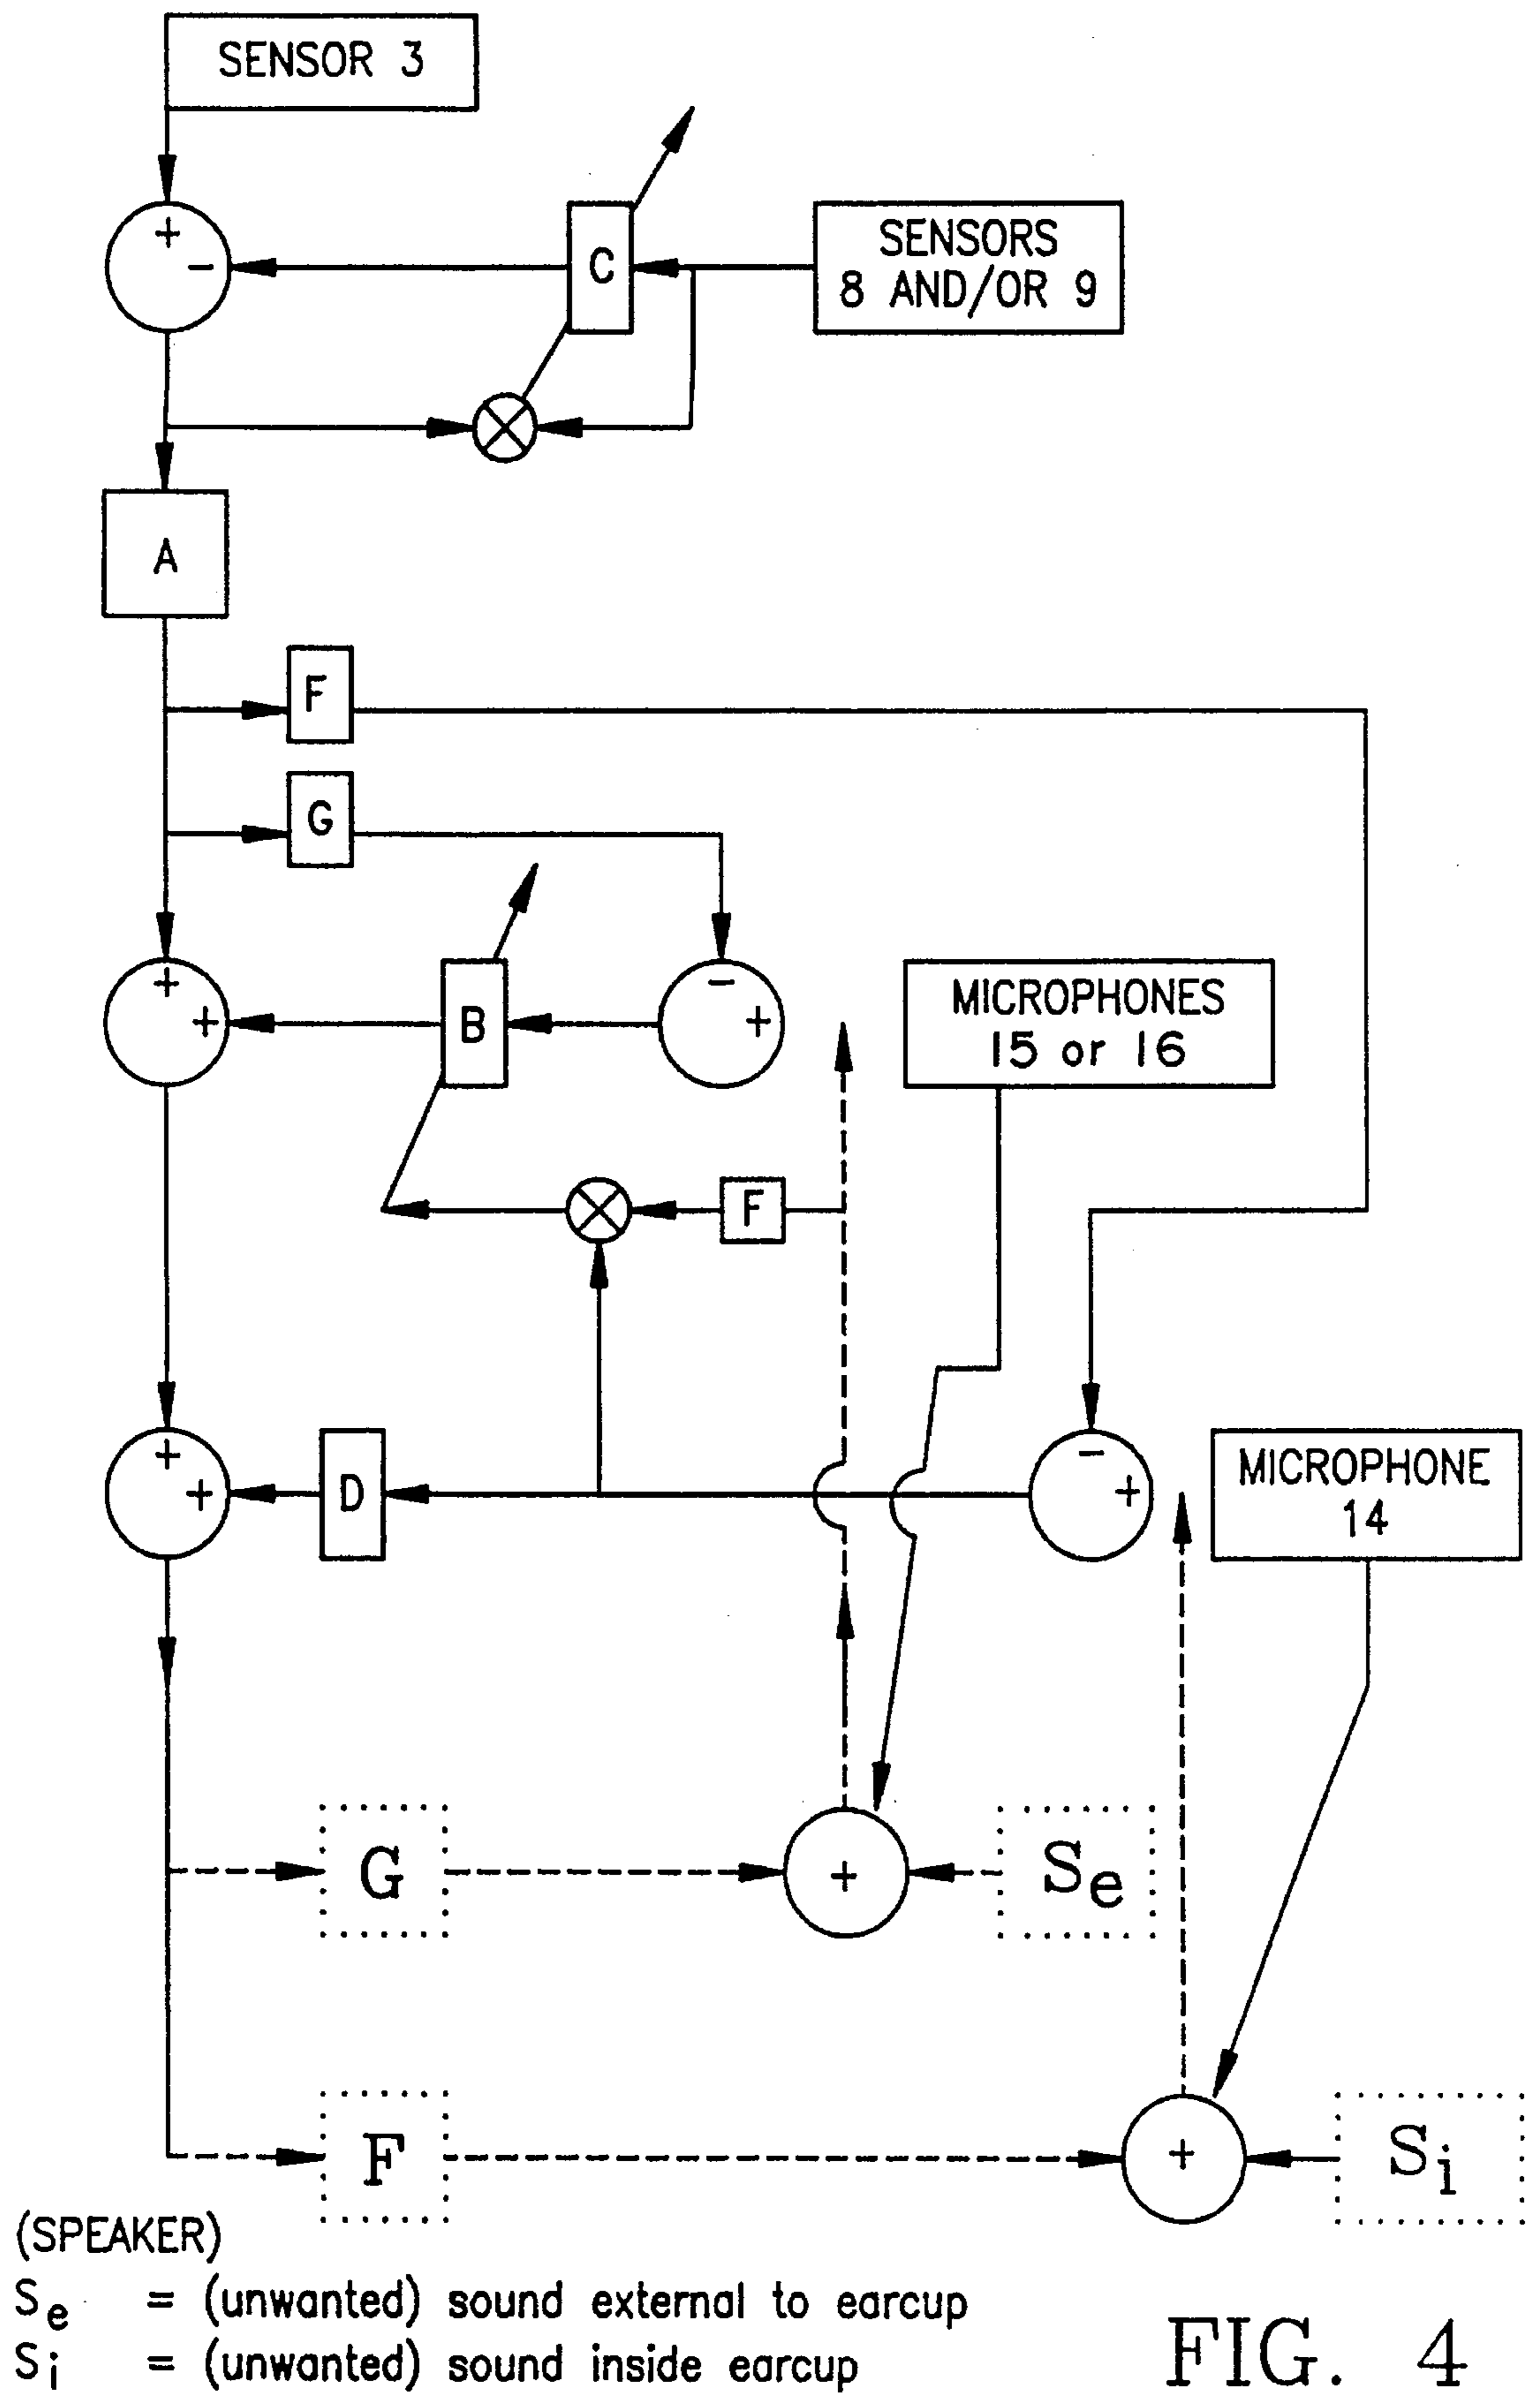 SENSOR 3
+
−
C
SENSORS
8 AND/OR 9
A
F
G
+
+
B
−
+
MICROPHONES
15 or 16
F
+
+
D
−
+
MICROPHONE
14
G
+
Se
F
+
Si
(SPEAKER)
Se = (unwanted) sound external to earcup
Si = (unwanted) sound inside earcup
FIG. 4